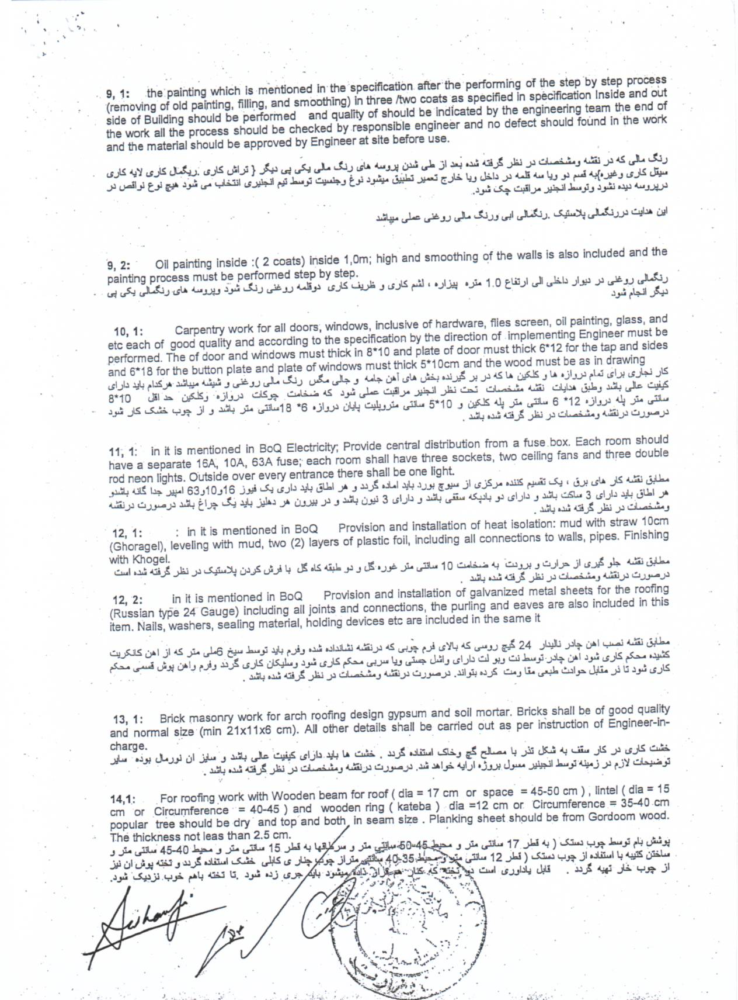 9, 1: the painting which is mentioned in the specification after the performing of the step by step process
(removing of old painting, filling, and smoothing) in three /two coats as specified in specification Inside and out
side of Building should be performed and quality of should be indicated by the engineering team the end of
the work all the process should be checked by responsible engineer and no defect should found in the work
and the material should be approved by Engineer at site before use.
رنگ مالی که در نقشه ومشخصات در نظر گرفته شده بعد از طی شدن پروسه های رنگ مالی یکی پی دیگر { تراش کاری .ریگمال کاری لایه کاری
سیقل کاری وغیره}به قسم دو ویا سه قلمه در داخل ویا خارج تعمیر تطبیق میشود نوع وجنسیت توسط تیم انجنیری انتخاب می شود هیچ نوع نواقص در
درپروسه دیده نشود وتوسط انجنیر مراقبت چک شود.
این هدایت دررنگمالی پلاستیک .رنگمالی ابی ورنگ مالی روغنی عملی میباشد
9, 2: Oil painting inside :( 2 coats) inside 1,0m; high and smoothing of the walls is also included and the
painting process must be performed step by step.
رنگمالی روغنی در دیوار داخلی الی ارتفاع 1.0 متره پیزاره ، لشم کاری و ظریف کاری دوقلمه روغنی رنگ شود وپروسه های رنگمالی یکی پی
دیگر انجام شود
10, 1: Carpentry work for all doors, windows, inclusive of hardware, flies screen, oil painting, glass, and
etc each of good quality and according to the specification by the direction of implementing Engineer must be
performed. The of door and windows must thick in 8*10 and plate of door must thick 6*12 for the tap and sides
and 6*18 for the button plate and plate of windows must thick 5*10cm and the wood must be as in drawing
کار نجاری برای تمام دروازه ها و کلکین ها که در بر گیرنده بخش های آهن جامه و جالی مگس رنگ مالی روغنی و شیشه میباشد هرکدام باید دارای
کیفیت عالی باشد وطبق هدایات نقشه مشخصات تحت نظر انجنیر مراقبت عملی شود که ضخامت چوکات دروازه وکلکین حد اقل 10*8
سانتی متر پله دروازه 12* 6 سانتی متر پله کلکین و 10*5 سانتی متروپلیت پایان دروازه 6* 18سانتی متر باشد و از چوب خشک کار شود
درصورت درنقشه ومشخصات در نظر گرفته شده باشد .
11, 1: in it is mentioned in BoQ Electricity; Provide central distribution from a fuse box. Each room should
have a separate 16A, 10A, 63A fuse; each room shall have three sockets, two ceiling fans and three double
rod neon lights. Outside over every entrance there shall be one light.
مطابق نقشه کار های برق ، یک تقسیم کننده مرکزی از سیوچ بورد باید اماده گردد و هر اطاق باید داری یک فیوز 16و10و63 امپیر جدا گانه باشدو
هر اطاق باید دارای 3 ساکت باشد و دارای دو بادپکه سقفی باشد و دارای 3 نیون باشد و در بیرون هر دهلیز باید یک چراغ باشد درصورت درنقشه
ومشخصات در نظر گرفته شده باشد .
12, 1: : in it is mentioned in BoQ Provision and installation of heat isolation: mud with straw 10cm
(Ghoragel), leveling with mud, two (2) layers of plastic foil, including all connections to walls, pipes. Finishing
with Khogel.
مطابق نقشه جلو گیری از حرارت و برودت به ضخامت 10 سانتی متر غوره گل و دو طبقه کاه گل با فرش کردن پلاستیک در نظر گرفته شده است
درصورت درنقشه ومشخصات در نظر گرفته شده باشد .
12, 2: in it is mentioned in BoQ Provision and installation of galvanized metal sheets for the roofing
(Russian type 24 Gauge) including all joints and connections, the purling and eaves are also included in this
item. Nails, washers, sealing material, holding devices etc are included in the same it
مطابق نقشه نصب اهن چادر نالیدار 24 گیچ روسی که بالای فرم چوبی که درنقشه نشانداده شده وفرم باید توسط سیخ 6ملی متر که از اهن کانکریت
کشیده محکم کاری شود اهن چادر توسط نت وبو لت دارای واشل جستی ویا سربی محکم کاری شود وسلیکان کاری گردد وفرم واهن پوش قسمی محکم
کاری شود تا در مقابل حوادث طبعی مقا ومت کرده بتواند. درصورت درنقشه ومشخصات در نظر گرفته شده باشد .
13, 1: Brick masonry work for arch roofing design gypsum and soil mortar. Bricks shall be of good quality
and normal size (min 21x11x6 cm). All other details shall be carried out as per instruction of Engineer-in-
charge.
خشت کاری در کار سقف به شکل تذر با مصالح گچ وخاک استفاده گردد . خشت ها باید دارای کیفیت عالی باشد و سایز ان نورمال بوده سایر
توضیحات لازم در زمینه توسط انجینیر مسول بروژه ارایه خواهد شد. درصورت درنقشه ومشخصات در نظر گرفته شده باشد .
14,1: For roofing work with Wooden beam for roof ( dia = 17 cm or space = 45-50 cm ) , lintel ( dia = 15
cm or Circumference = 40-45 ) and wooden ring ( kateba ) dia =12 cm or Circumference = 35-40 cm
popular tree should be dry and top and both in seam size . Planking sheet should be from Gordoom wood.
The thickness not leas than 2.5 cm.
پوشش بام توسط چوب دستک ( به قطر 17 سانتی متر و محیط 45-50 سانتی متر و سرطاقها به قطر 15 سانتی متر و محیط 40-45 سانتی متر و
ساختن کتیبه با استفاده از چوب دستک ( قطر 12 سانتی متر و محیط 35-40 سانتی متراز چوب چنار ی کابلی خشک استفاده گردد و تخته پوش ان نیز
از چوب خار تهیه گردد . قابل یاداوری است دو تخته که کنار هم قرار داده میشود باید جری زده شود .تا تخته باهم خوب نزدیک شود.